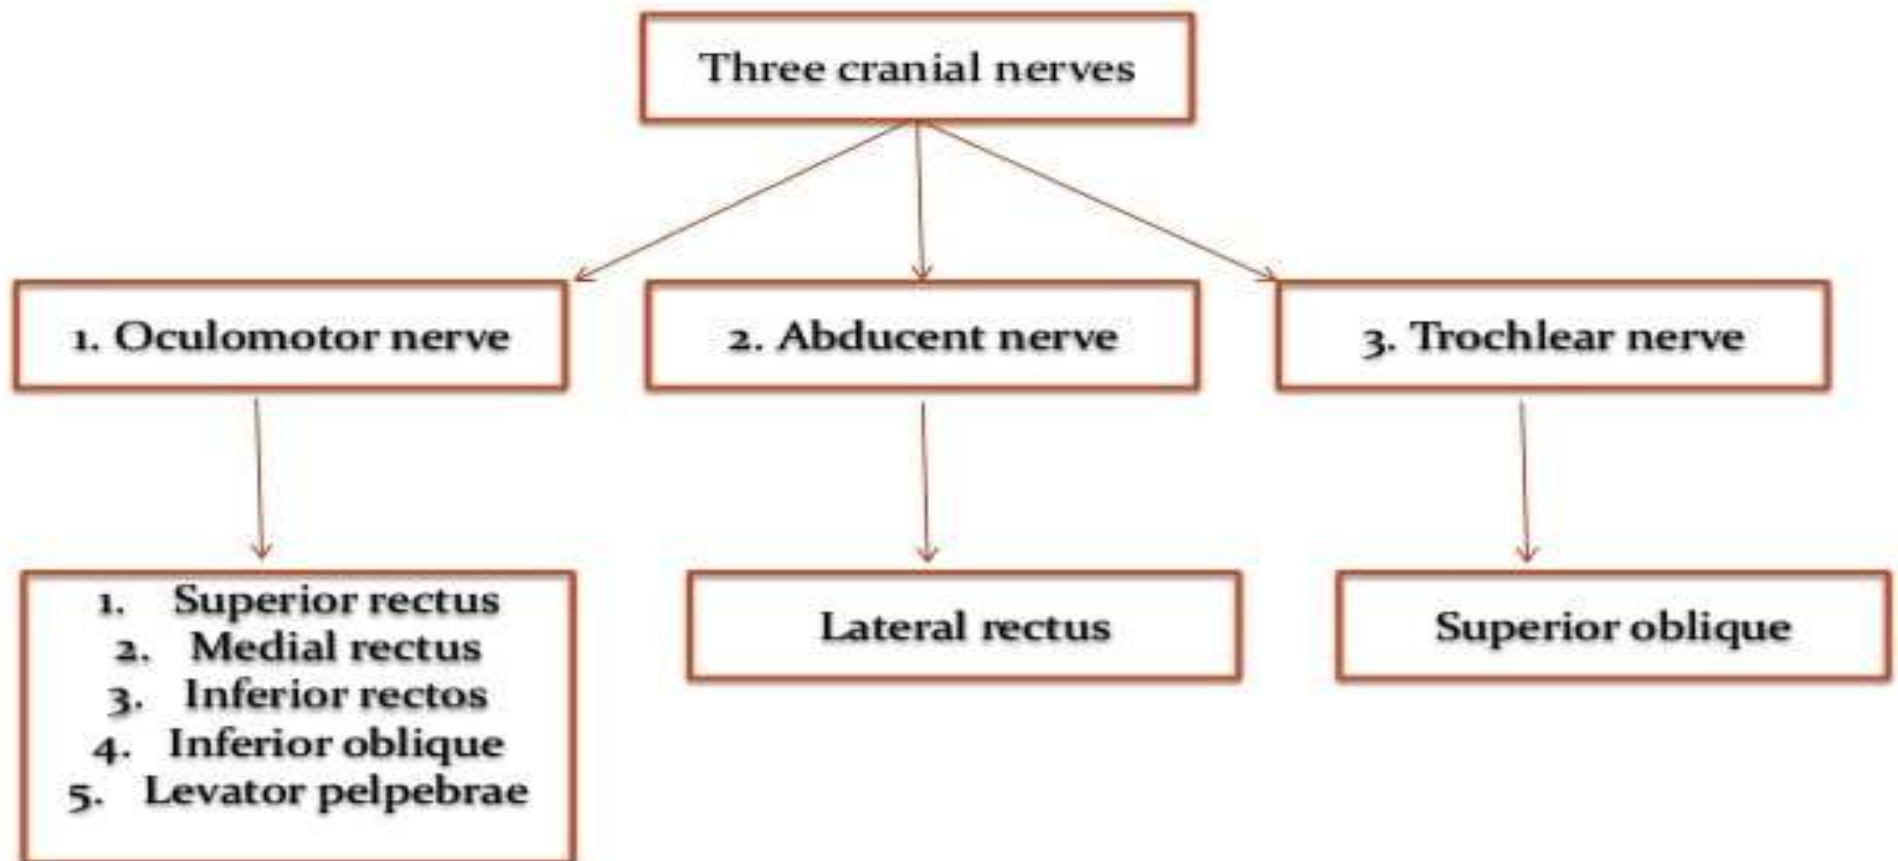 Three cranial nerves
1. Oculomotor nerve
2. Abducent nerve
3. Trochlear nerve
1. Superior rectus
2. Medial rectus
3. Inferior rectos
4. Inferior oblique
5. Levator pelpebrae
Lateral rectus
Superior oblique